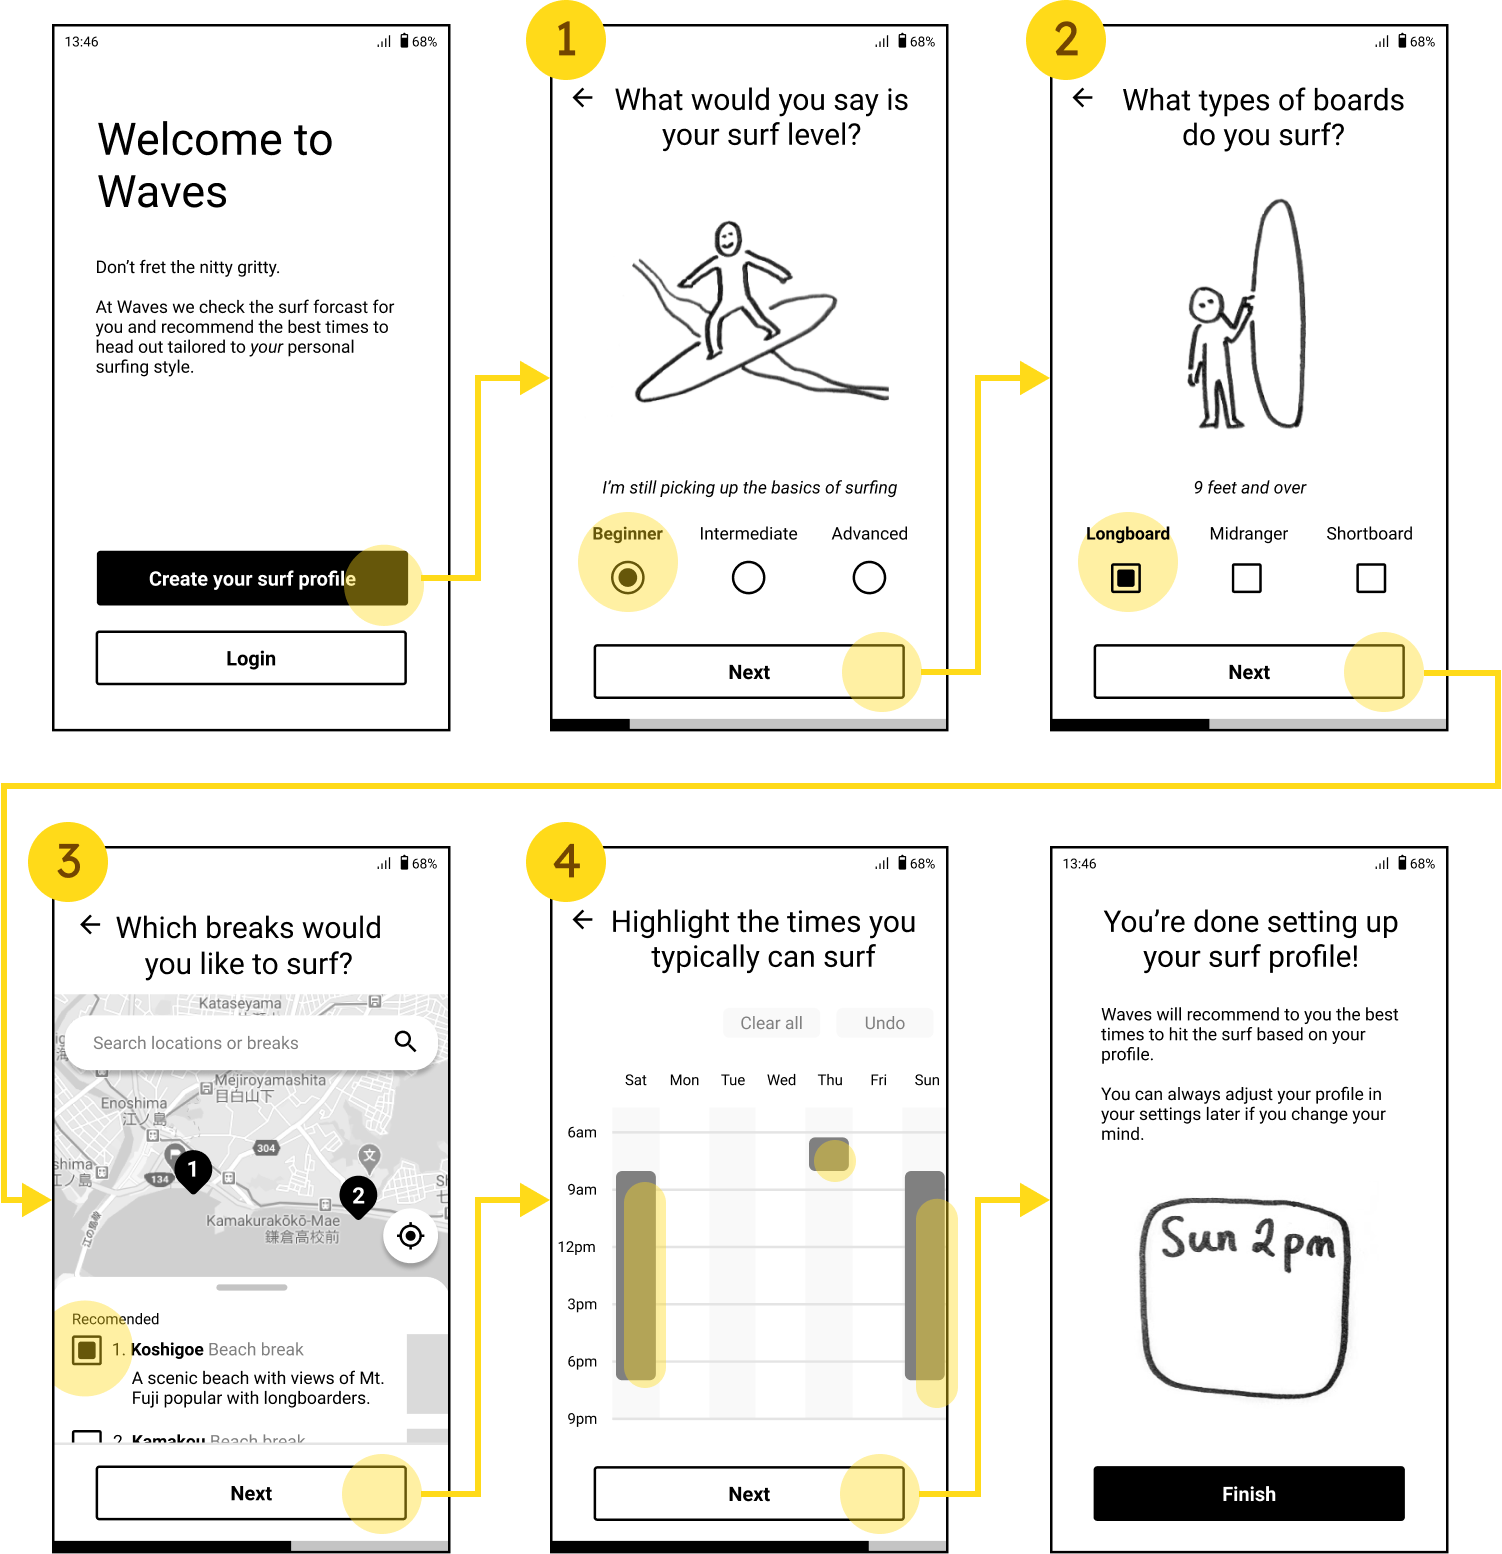 13:46
68%
Welcome to
Waves
Don't fret the nitty gritty.
At Waves we check the surf forcast for
you and recommend the best times to
head out tailored to your personal
surfing style.
Create your surf profile
Login
1
68%
What would you say is
your surf level?
I'm still picking up the basics of surfing
Beginner Intermediate Advanced
Next
2
68%
What types of boards
do you surf?
9 feet and over
Longboard Midranger Shortboard
Next
3
68%
Which breaks would
you like to surf?
Kataseyama
Search locations or breaks
Mejiroyamashita
目白山下
Enoshima
江ノ島
304
文
shima
江ノ島
134
1
2
Kamakurakōkō-Mae
鎌倉高校前
江の島
Recomended
1. Koshigoe Beach break
A scenic beach with views of Mt.
Fuji popular with longboarders.
2. Kamakou Beach break
Next
4
68%
Highlight the times you
typically can surf
Clear all Undo
Sat Mon Tue Wed Thu Fri Sun
6am
9am
12pm
3pm
6pm
9pm
Next
13:46
68%
You're done setting up
your surf profile!
Waves will recommend to you the best
times to hit the surf based on your
profile.
You can always adjust your profile in
your settings later if you change your
mind.
Sun 2pm
Finish